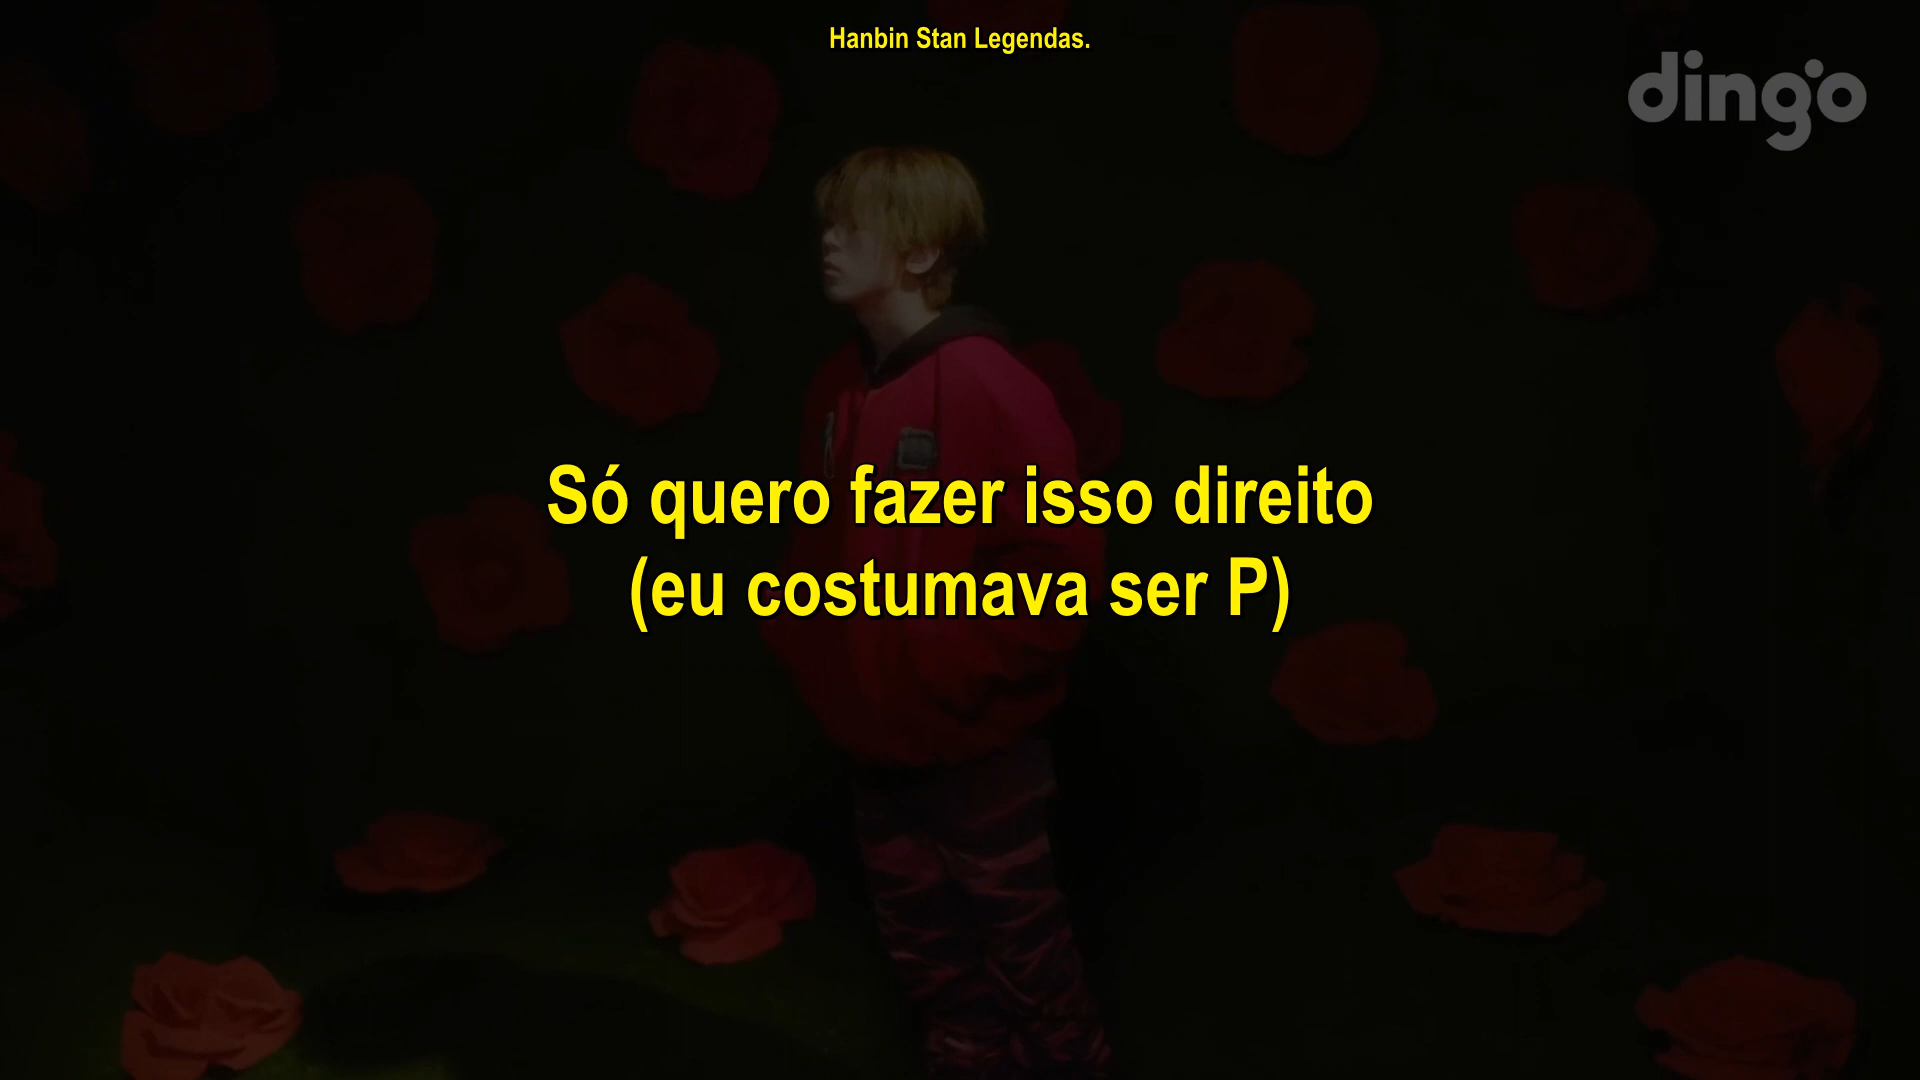 Hanbin Stan Legendas.
dingo
Só quero fazer isso direito
(eu costumava ser P)